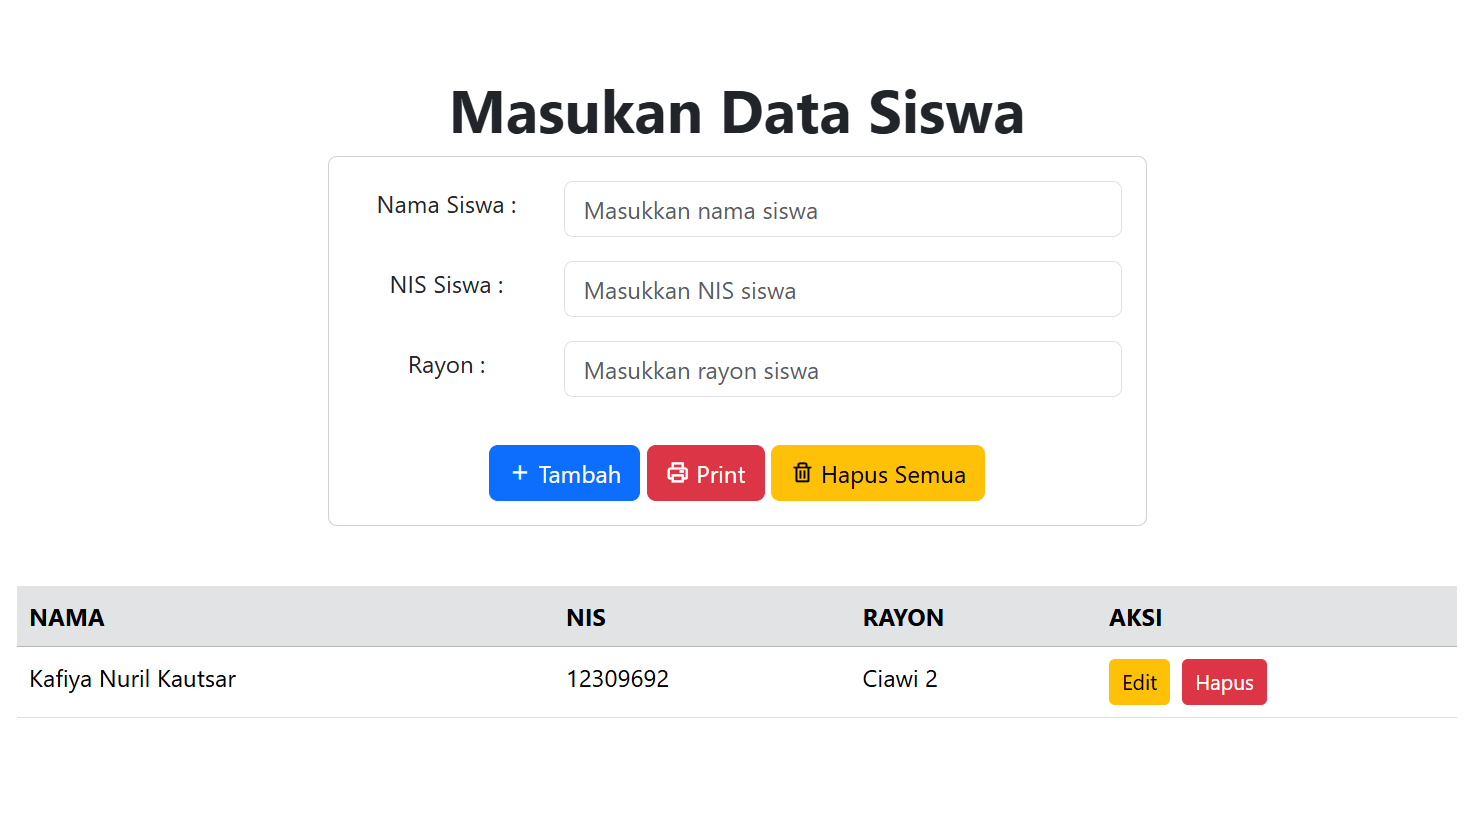 Masukan Data Siswa
Nama Siswa :
Masukkan nama siswa
NIS Siswa :
Masukkan NIS siswa
Rayon :
Masukkan rayon siswa
+ Tambah Print Hapus Semua
NAMA NIS RAYON AKSI
Kafiya Nuril Kautsar 12309692 Ciawi 2 Edit Hapus